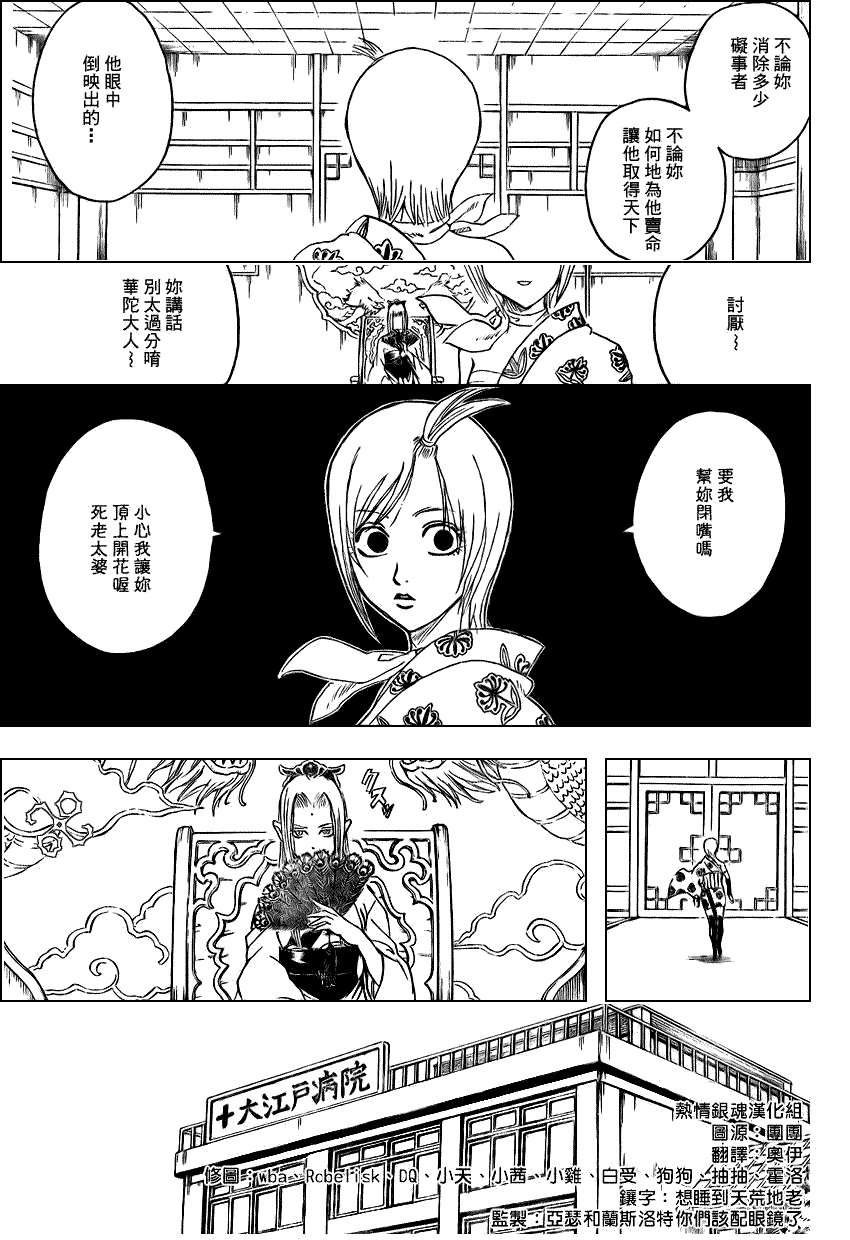 不論妳
消除多少
礙事者
不論妳
如何地為他賣命
讓他取得天下
他眼中
倒映出的…
討厭~
妳講話
別太過分唷
華陀大人~
要我
幫妳閉嘴嗎
小心我讓妳
頂上開花喔
死老太婆
大江戸病院
熱情銀魂漢化組
圖源：團團
翻譯：奧伊
修圖：wba、Robelisk、DQ、小天、小茜、小雞、白受、狗狗、抽抽、霍洛
鑲字：想睡到天荒地老
監製：亞瑟和蘭斯洛特你們該配眼鏡了